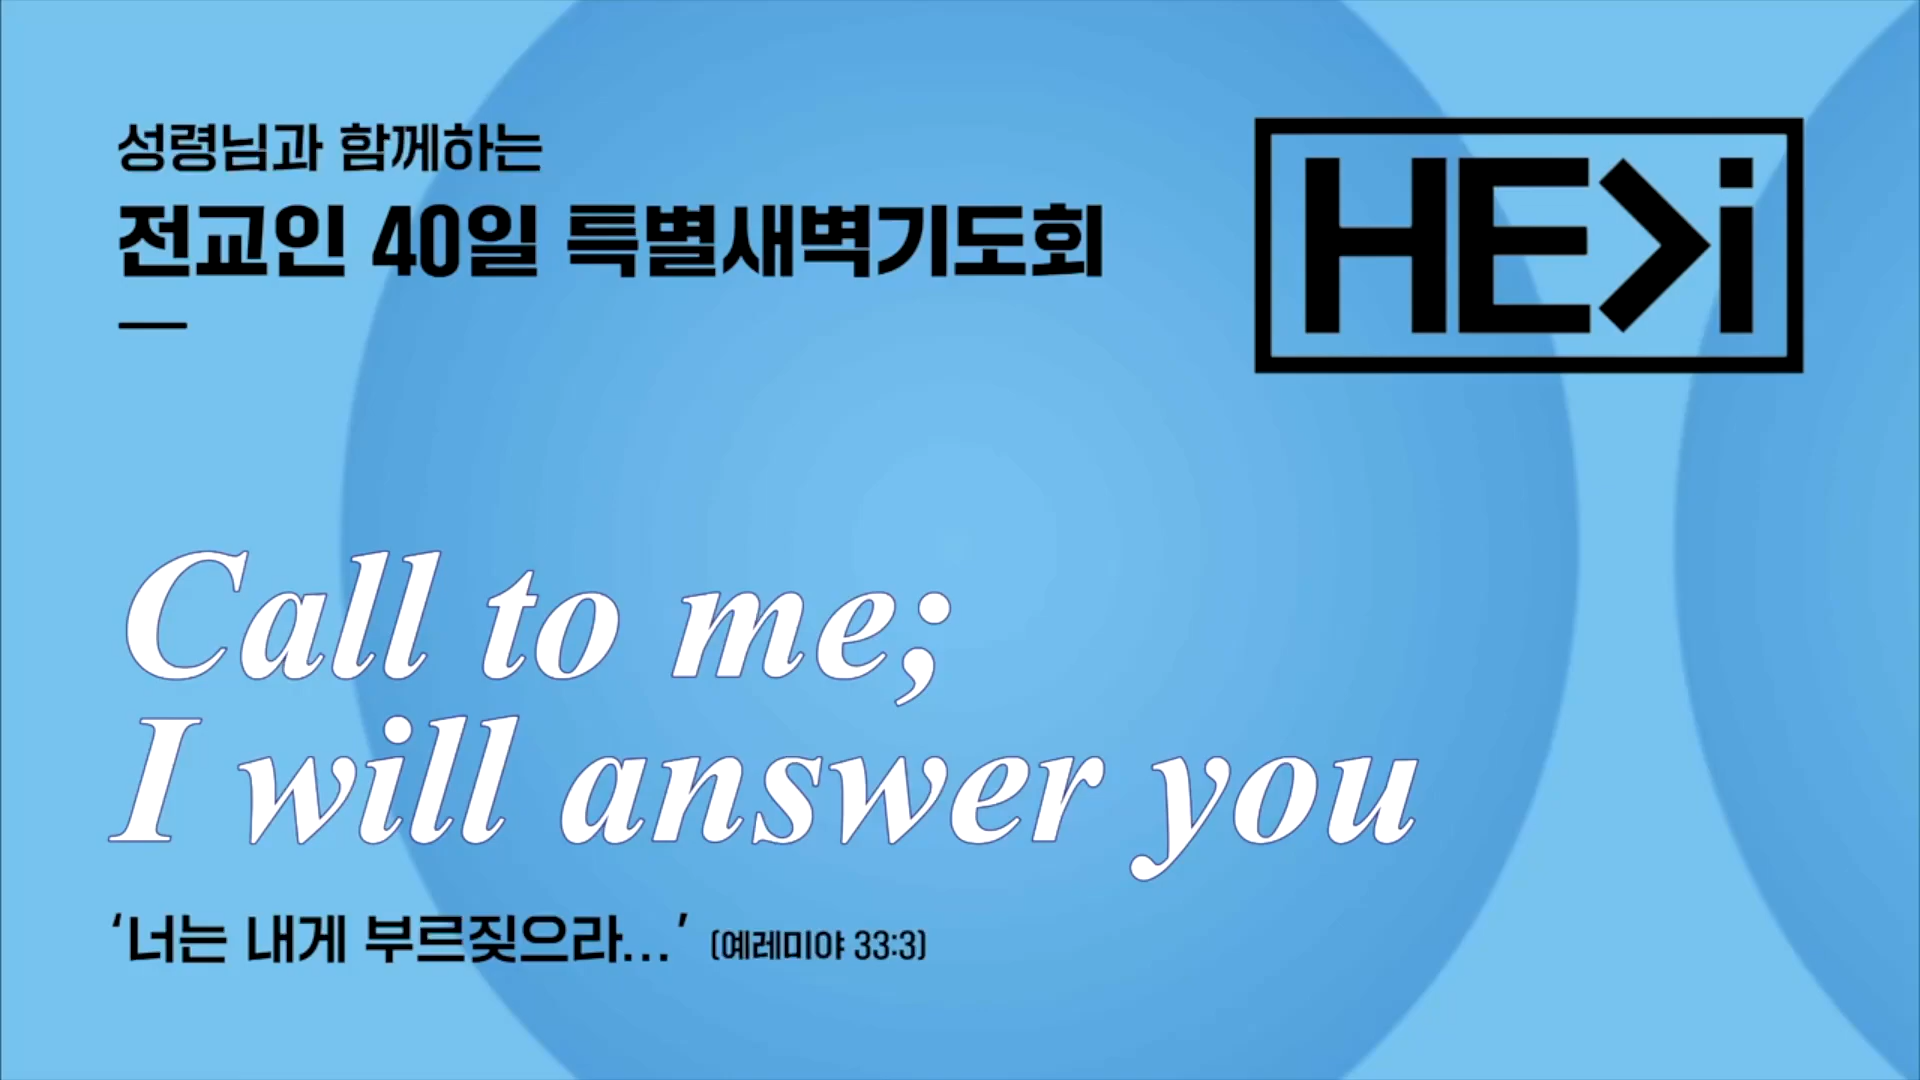 성령님과 함께하는
전교인 40일 특별새벽기도회
HE>i
Call to me;
I will answer you
‘너는 내게 부르짖으라...’ (예레미야 33:3)